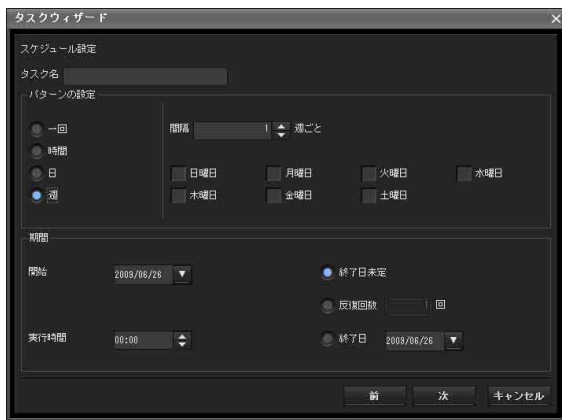 タスクウィザード
スケジュール設定
タスク名
パターンの設定
一回
時間
日
週
間隔 1 週ごと
日曜日 月曜日 火曜日 水曜日
木曜日 金曜日 土曜日
期間
開始 2009/06/26
終了日未定
反復回数 1 回
実行時間 00:00
終了日 2009/06/26
前 次 キャンセル